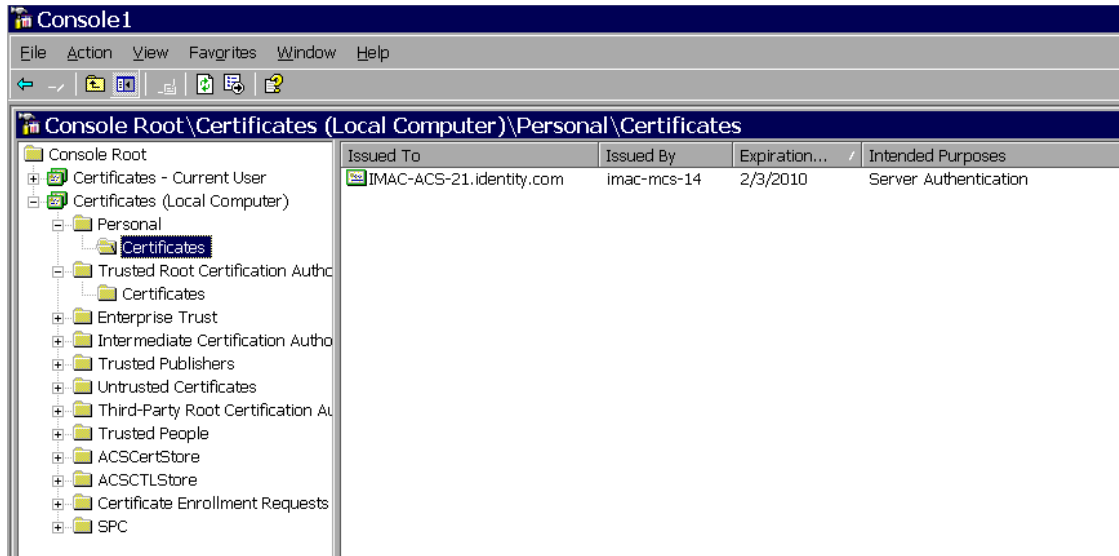 Console1
File Action View Favorites Window Help
Console Root\Certificates (Local Computer)\Personal\Certificates
Console Root
Certificates - Current User
Certificates (Local Computer)
Personal
Certificates
Trusted Root Certification Autho
Certificates
Enterprise Trust
Intermediate Certification Autho
Trusted Publishers
Untrusted Certificates
Third-Party Root Certification Au
Trusted People
ACSCertStore
ACSCTLStore
Certificate Enrollment Requests
SPC
Issued To Issued By Expiration... Intended Purposes
IMAC-ACS-21.identity.com imac-mcs-14 2/3/2010 Server Authentication